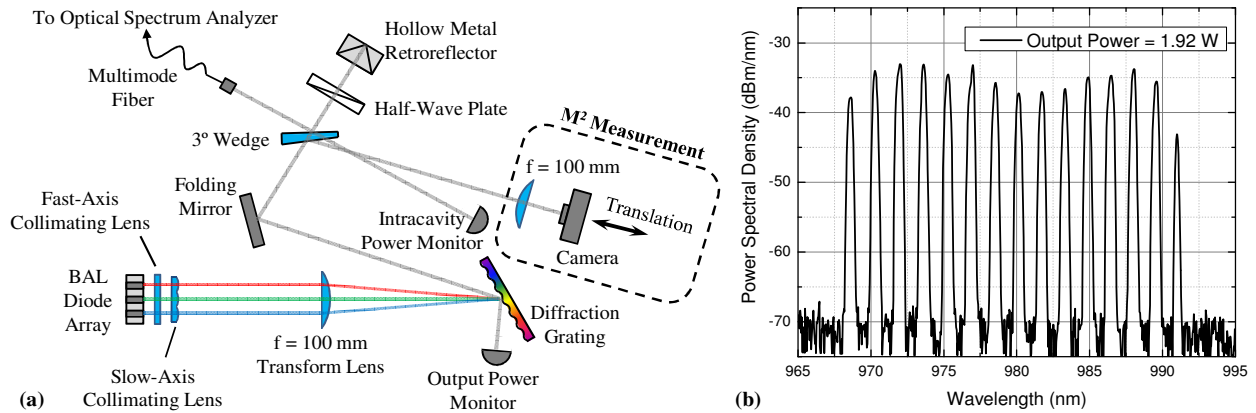 To Optical Spectrum Analyzer
Multimode
Fiber
Hollow Metal
Retroreflector
Half-Wave Plate
3º Wedge
M² Measurement
f = 100 mm
Translation
Camera
Folding
Mirror
Intracavity
Power Monitor
Fast-Axis
Collimating Lens
BAL
Diode
Array
Diffraction
Grating
f = 100 mm
Transform Lens
Output Power
Monitor
Slow-Axis
Collimating Lens
(a)
Output Power = 1.92 W
Power Spectral Density (dBm/nm)
-30
-40
-50
-60
-70
965 970 975 980 985 990 995
Wavelength (nm)
(b)